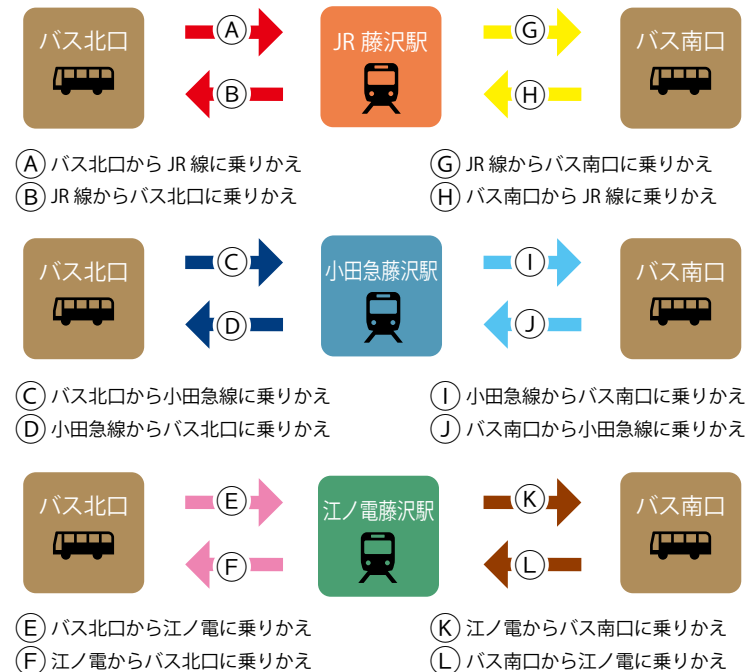 バス北口
Ⓐ
JR 藤沢駅
Ⓖ
バス南口
Ⓑ
Ⓗ
Ⓐ バス北口から JR 線に乗りかえ
Ⓖ JR 線からバス南口に乗りかえ
Ⓑ JR 線からバス北口に乗りかえ
Ⓗ バス南口から JR 線に乗りかえ
バス北口
Ⓒ
小田急藤沢駅
Ⓘ
バス南口
Ⓓ
Ⓙ
Ⓒ バス北口から小田急線に乗りかえ
Ⓘ 小田急線からバス南口に乗りかえ
Ⓓ 小田急線からバス北口に乗りかえ
Ⓙ バス南口から小田急線に乗りかえ
バス北口
Ⓔ
江ノ電藤沢駅
Ⓚ
バス南口
Ⓕ
Ⓛ
Ⓔ バス北口から江ノ電に乗りかえ
Ⓚ 江ノ電からバス南口に乗りかえ
Ⓕ 江ノ電からバス北口に乗りかえ
Ⓛ バス南口から江ノ電に乗りかえ